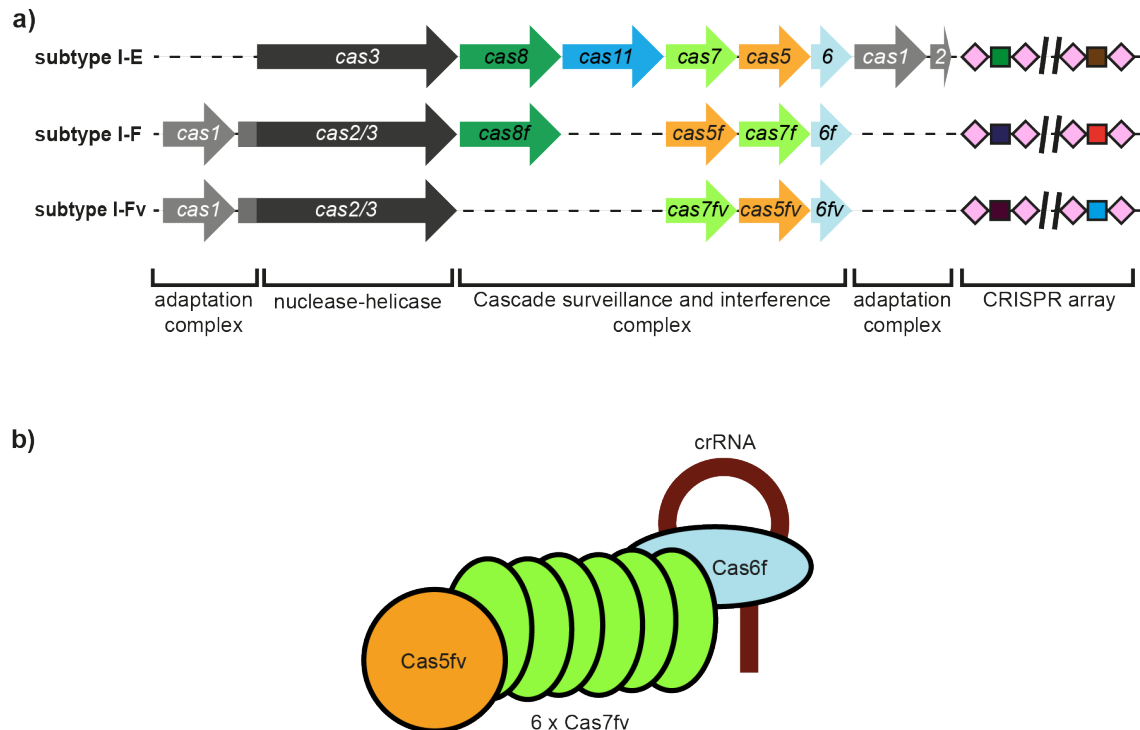 a)
subtype I-E
cas3
cas8
cas11
cas7
cas5
6
cas1
2
subtype I-F
cas1
cas2/3
cas8f
cas5f
cas7f
6f
subtype I-Fv
cas1
cas2/3
cas7fv
cas5fv
6fv
adaptation
complex
nuclease-helicase
Cascade surveillance and interference
complex
adaptation
complex
CRISPR array
b)
crRNA
Cas6f
Cas5fv
6 x Cas7fv